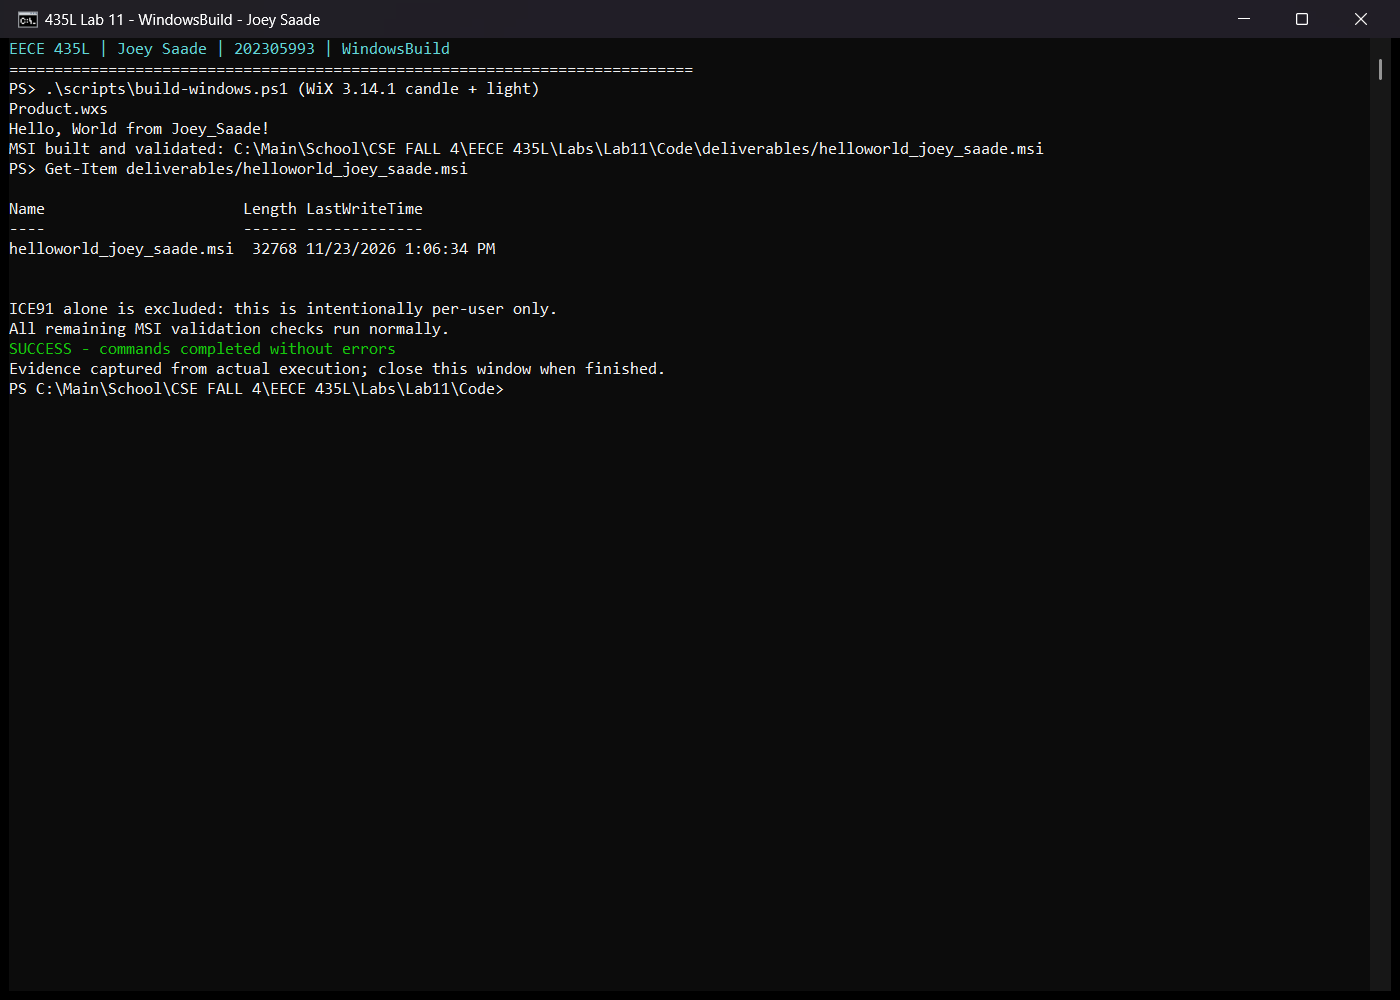 435L Lab 11 - WindowsBuild - Joey Saade
EECE 435L | Joey Saade | 202305993 | WindowsBuild
============================================================================
PS> .\scripts\build-windows.ps1 (WiX 3.14.1 candle + light)
Product.wxs
Hello, World from Joey_Saade!
MSI built and validated: C:\Main\School\CSE FALL 4\EECE 435L\Labs\Lab11\Code\deliverables/helloworld_joey_saade.msi
PS> Get-Item deliverables/helloworld_joey_saade.msi
Name                      Length LastWriteTime
----                      ------ -------------
helloworld_joey_saade.msi  32768 11/23/2026 1:06:34 PM
ICE91 alone is excluded: this is intentionally per-user only.
All remaining MSI validation checks run normally.
SUCCESS - commands completed without errors
Evidence captured from actual execution; close this window when finished.
PS C:\Main\School\CSE FALL 4\EECE 435L\Labs\Lab11\Code>